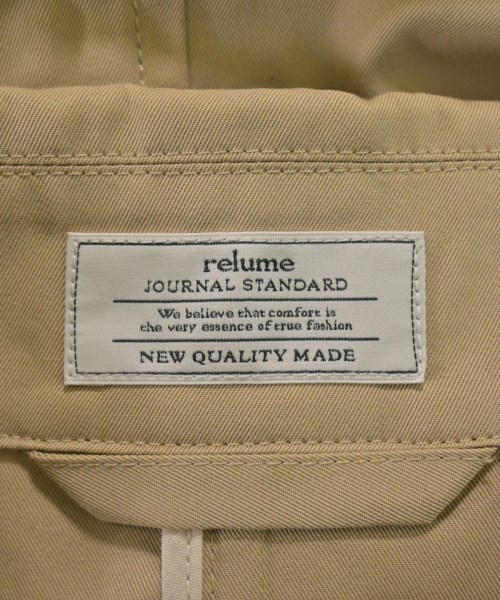 relume
JOURNAL STANDARD
We believe that comfort is
the very essence of true fashion
NEW QUALITY MADE